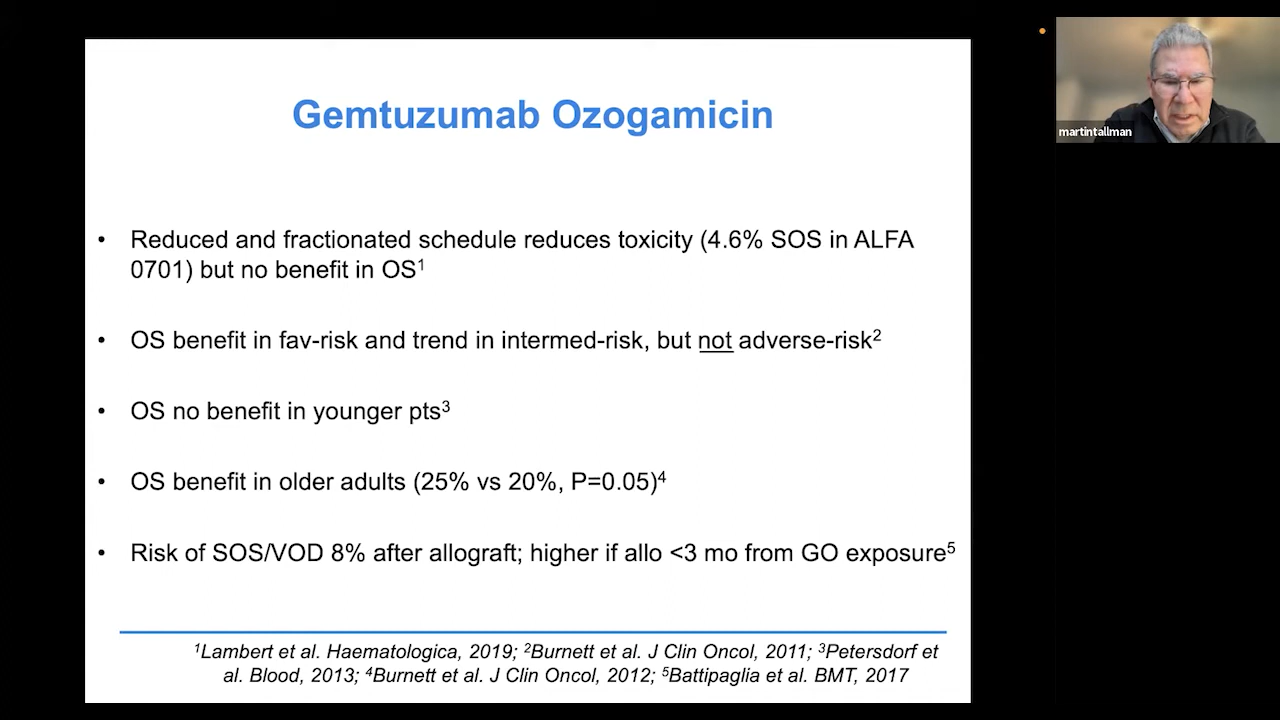 Gemtuzumab Ozogamicin
• Reduced and fractionated schedule reduces toxicity (4.6% SOS in ALFA
0701) but no benefit in OS¹
• OS benefit in fav-risk and trend in intermed-risk, but not adverse-risk²
• OS no benefit in younger pts³
• OS benefit in older adults (25% vs 20%, P=0.05)⁴
• Risk of SOS/VOD 8% after allograft; higher if allo <3 mo from GO exposure⁵
¹Lambert et al. Haematologica, 2019; ²Burnett et al. J Clin Oncol, 2011; ³Petersdorf et
al. Blood, 2013; ⁴Burnett et al. J Clin Oncol, 2012; ⁵Battipaglia et al. BMT, 2017
martintallman